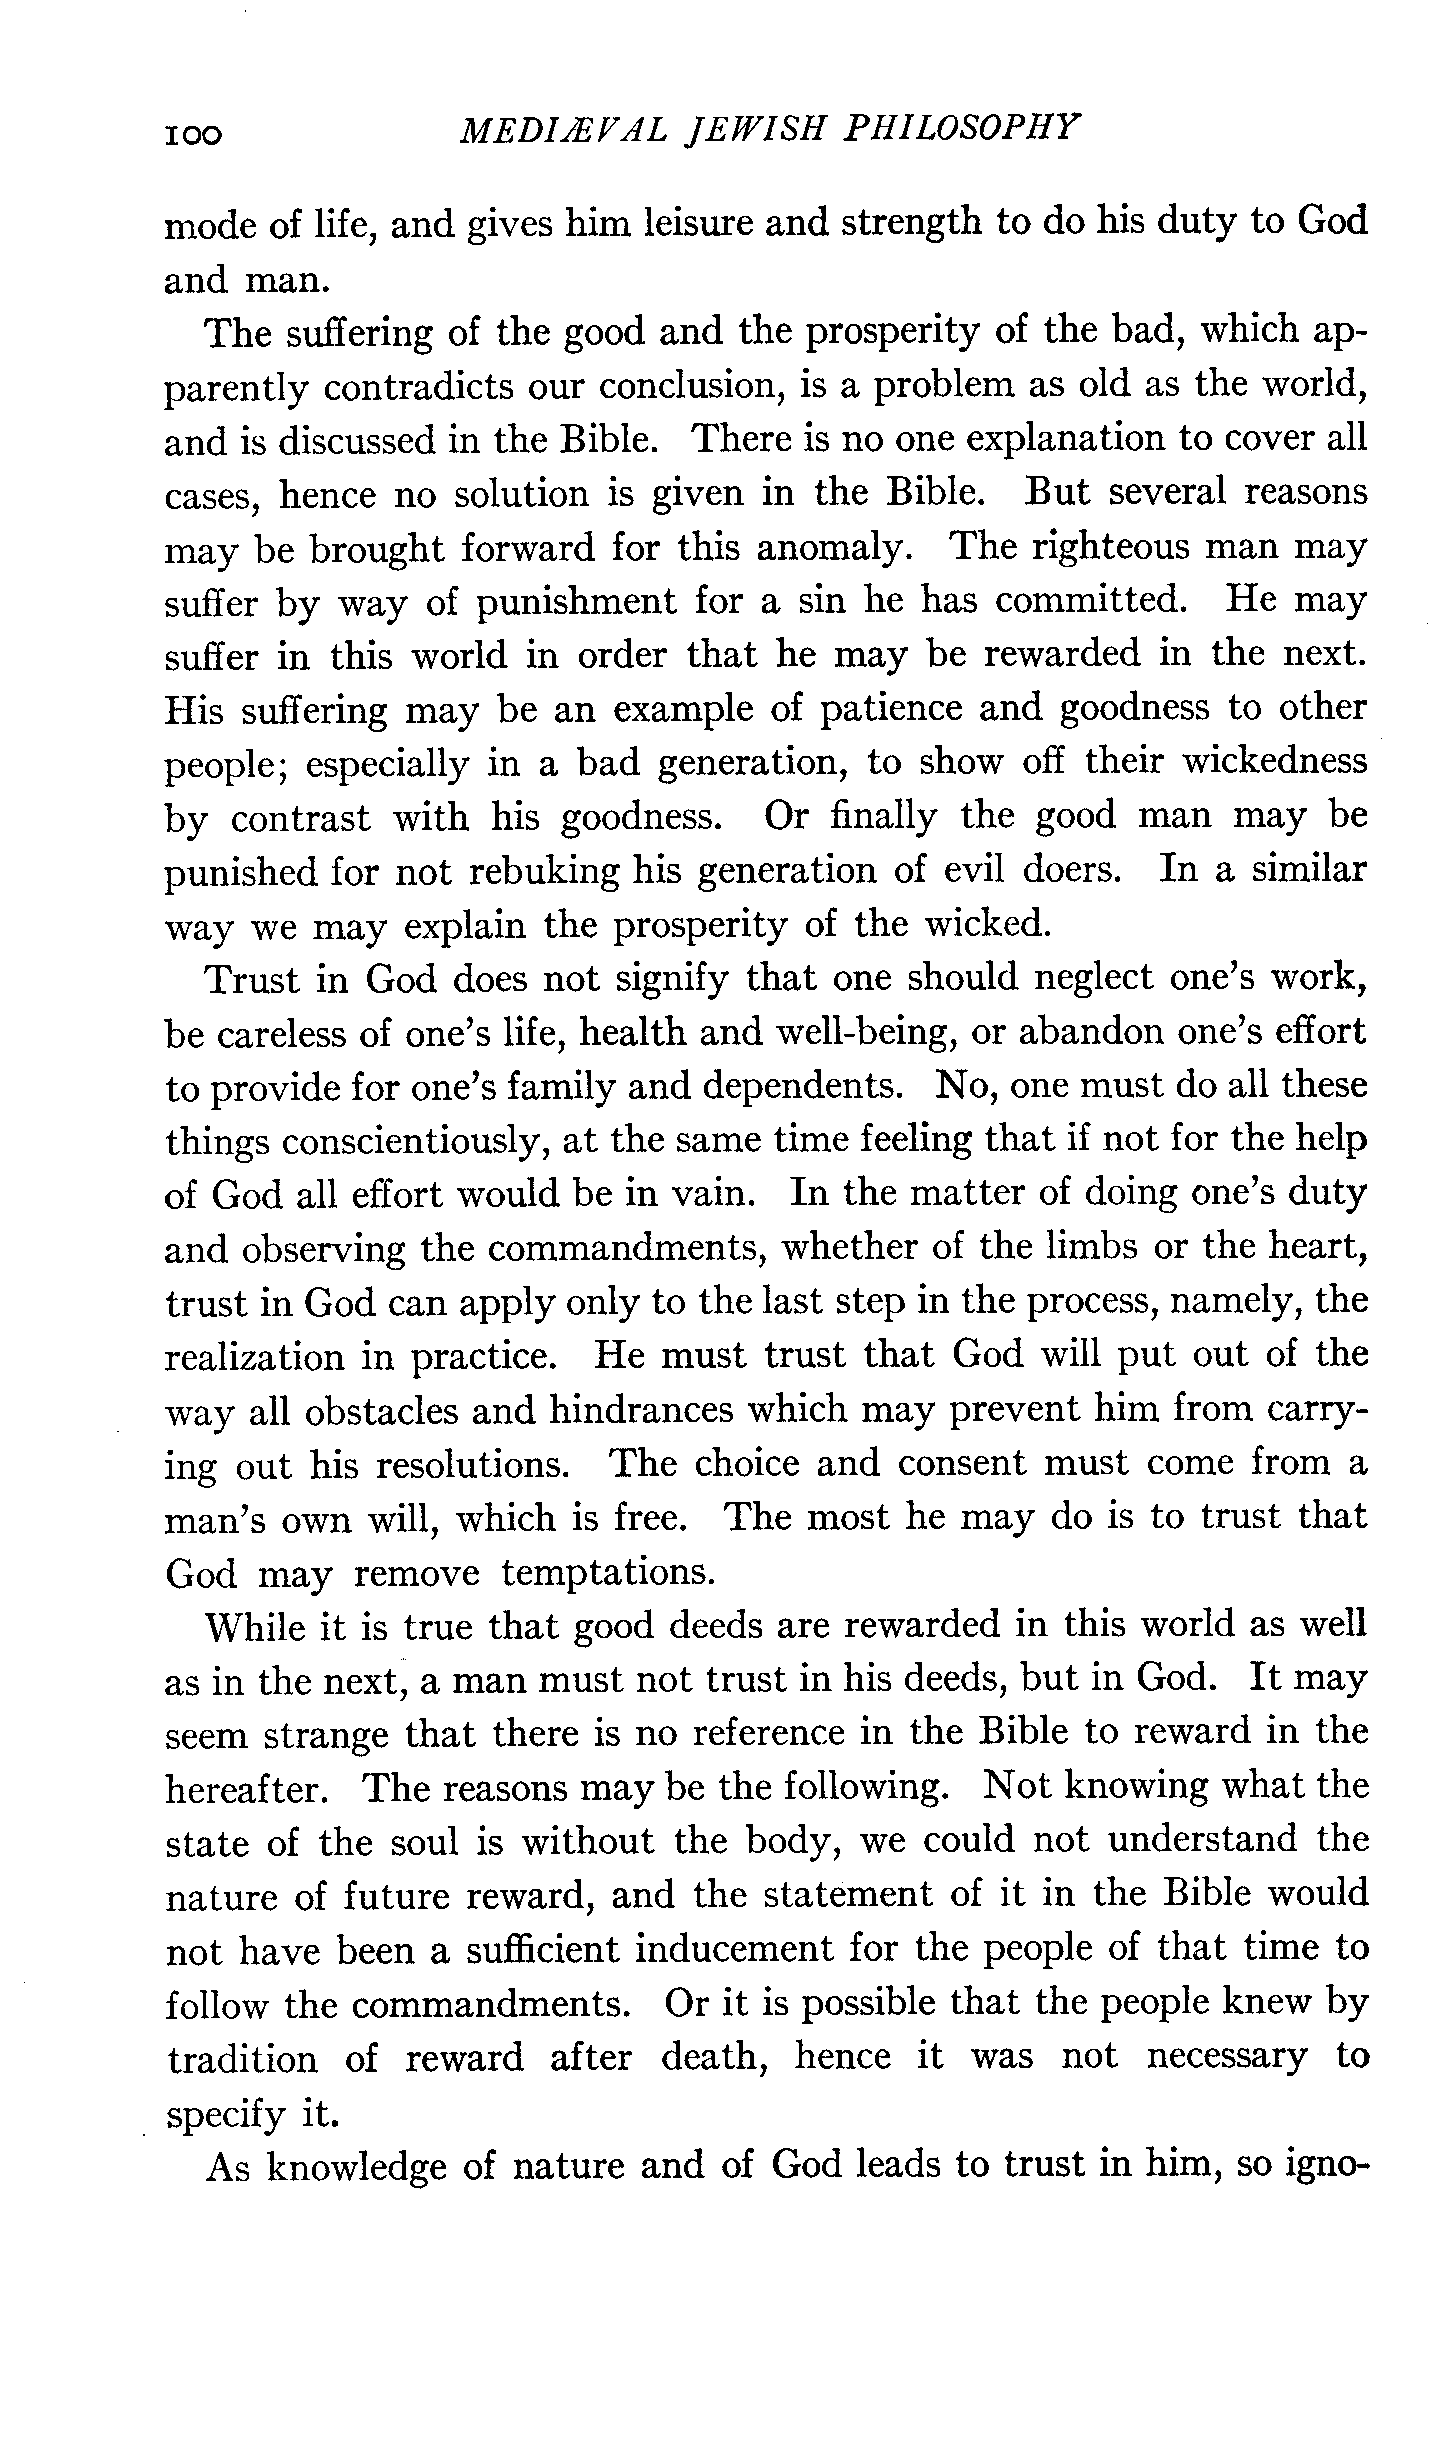 100 MEDIÆVAL JEWISH PHILOSOPHY
mode of life, and gives him leisure and strength to do his duty to God
and man.
The suffering of the good and the prosperity of the bad, which ap-
parently contradicts our conclusion, is a problem as old as the world,
and is discussed in the Bible. There is no one explanation to cover all
cases, hence no solution is given in the Bible. But several reasons
may be brought forward for this anomaly. The righteous man may
suffer by way of punishment for a sin he has committed. He may
suffer in this world in order that he may be rewarded in the next.
His suffering may be an example of patience and goodness to other
people; especially in a bad generation, to show off their wickedness
by contrast with his goodness. Or finally the good man may be
punished for not rebuking his generation of evil doers. In a similar
way we may explain the prosperity of the wicked.
Trust in God does not signify that one should neglect one's work,
be careless of one's life, health and well-being, or abandon one's effort
to provide for one's family and dependents. No, one must do all these
things conscientiously, at the same time feeling that if not for the help
of God all effort would be in vain. In the matter of doing one's duty
and observing the commandments, whether of the limbs or the heart,
trust in God can apply only to the last step in the process, namely, the
realization in practice. He must trust that God will put out of the
way all obstacles and hindrances which may prevent him from carry-
ing out his resolutions. The choice and consent must come from a
man's own will, which is free. The most he may do is to trust that
God may remove temptations.
While it is true that good deeds are rewarded in this world as well
as in the next, a man must not trust in his deeds, but in God. It may
seem strange that there is no reference in the Bible to reward in the
hereafter. The reasons may be the following. Not knowing what the
state of the soul is without the body, we could not understand the
nature of future reward, and the statement of it in the Bible would
not have been a sufficient inducement for the people of that time to
follow the commandments. Or it is possible that the people knew by
tradition of reward after death, hence it was not necessary to
specify it.
As knowledge of nature and of God leads to trust in him, so igno-